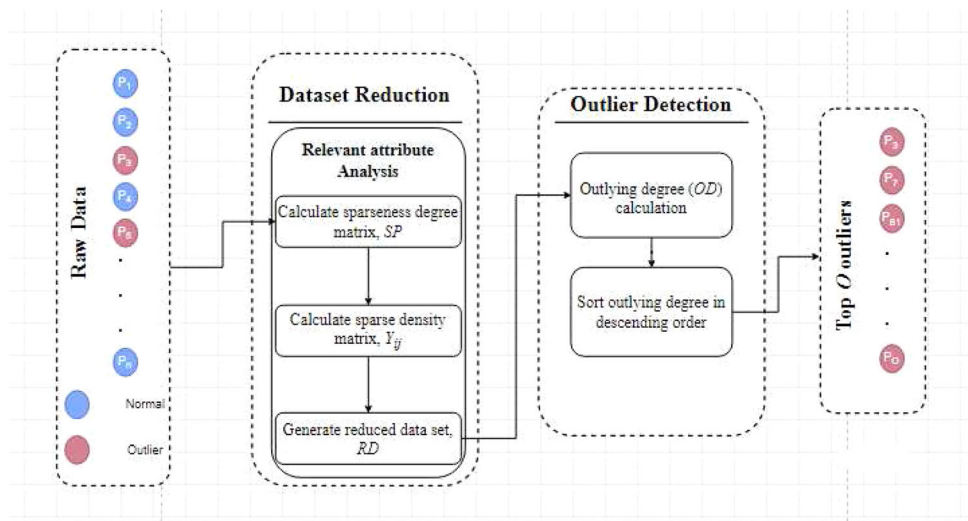 Raw Data
P1
P2
P3
P4
P5
Pn
Normal
Outlier
Dataset Reduction
Relevant attribute
Analysis
Calculate sparseness degree
matrix, SP
Calculate sparse density
matrix, Yij
Generate reduced data set,
RD
Outlier Detection
Outlying degree (OD)
calculation
Sort outlying degree in
descending order
Top O outliers
P3
P7
P81
PO